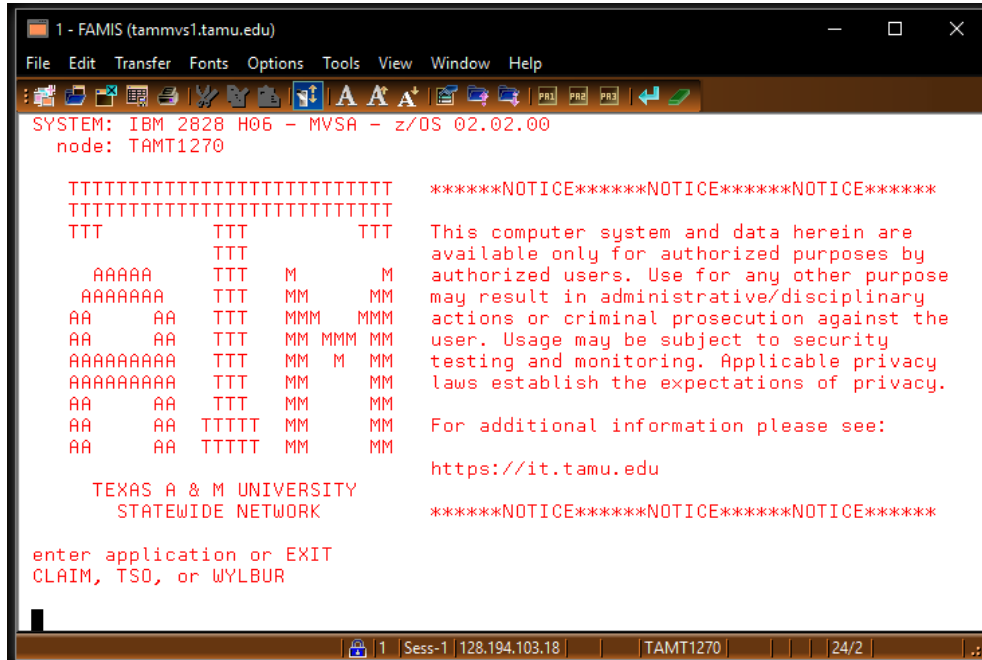 1 - FAMIS (tammvs1.tamu.edu)
File Edit Transfer Fonts Options Tools View Window Help
PA1 PA2 PA3
SYSTEM: IBM 2828 H06 - MVSA - z/OS 02.02.00
node: TAMT1270
TTTTTTTTTTTTTTTTTTTTTTTTTTT ******NOTICE******NOTICE******NOTICE******
TTTTTTTTTTTTTTTTTTTTTTTTTTT
TTT TTT TTT This computer system and data herein are
TTT available only for authorized purposes by
AAAAA TTT M M authorized users. Use for any other purpose
AAAAAAA TTT MM MM may result in administrative/disciplinary
AA AA TTT MMM MMM actions or criminal prosecution against the
AA AA TTT MM MMM MM user. Usage may be subject to security
AAAAAAAAA TTT MM M MM testing and monitoring. Applicable privacy
AAAAAAAAA TTT MM MM laws establish the expectations of privacy.
AA AA TTT MM MM
AA AA TTTTT MM MM For additional information please see:
AA AA TTTTT MM MM
https://it.tamu.edu
TEXAS A & M UNIVERSITY
STATEWIDE NETWORK ******NOTICE******NOTICE******NOTICE******
enter application or EXIT
CLAIM, TSO, or WYLBUR
1 Sess-1 128.194.103.18 TAMT1270 24/2